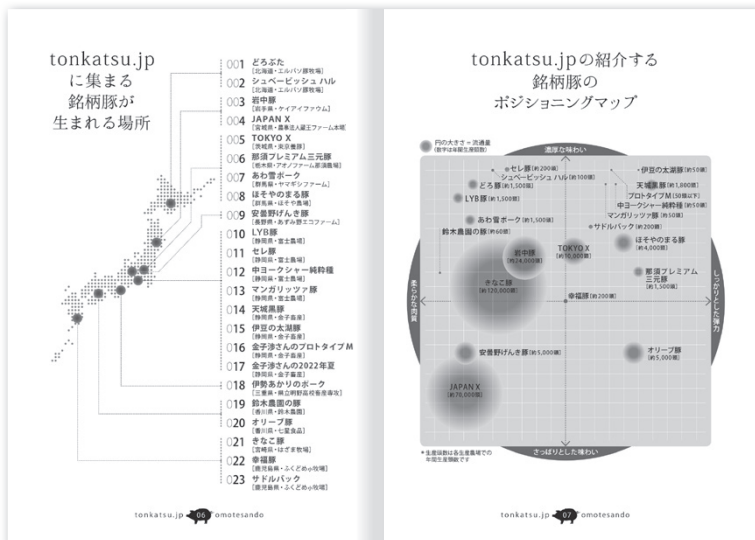 tonkatsu.jp
に集まる
銘柄豚が
生まれる場所
001 どろぶた
[北海道・エルパソ豚牧場]
002 シュベービッシュ ハル
[北海道・エルパソ豚牧場]
003 岩中豚
[岩手県・ケイアイファウム]
004 JAPAN X
[宮城県・農事法人蔵王ファーム本場]
005 TOKYO X
[茨城県・東京養豚]
006 那須プレミアム三元豚
[栃木県・アオノファーム那須農場]
007 あわ雪ポーク
[群馬県・ヤマギシファーム]
008 ほそやのまる豚
[群馬県・ほそや農場]
009 安曇野げんき豚
[長野県・あずみ野エコファーム]
010 LYB豚
[静岡県・富士農場]
011 セレ豚
[静岡県・富士農場]
012 中ヨークシャー純粋種
[静岡県・富士農場]
013 マンガリッツァ豚
[静岡県・富士農場]
014 天城黒豚
[静岡県・金子畜産]
015 伊豆の太湖豚
[静岡県・金子畜産]
016 金子渉さんのプロトタイプM
[静岡県・金子畜産]
017 金子渉さんの2022年夏
[静岡県・金子畜産]
018 伊勢あかりのポーク
[三重県・県立明野高校畜産専攻]
019 鈴木農園の豚
[香川県・鈴木農園]
020 オリーブ豚
[香川県・七星食品]
021 きなこ豚
[宮崎県・はざま牧場]
022 幸福豚
[鹿児島県・ふくどめ小牧場]
023 サドルバック
[鹿児島県・ふくどめ小牧場]
tonkatsu.jp 06 omotesando
tonkatsu.jpの紹介する
銘柄豚の
ポジショニングマップ
円の大きさ = 流通量
(数字は年間生産頭数)
濃厚な味わい
セレ豚(約200頭)
シュベービッシュ ハル(約100頭)
伊豆の太湖豚(約50頭)
どろ豚(約1,500頭)
天城黒豚(約1,800頭)
プロトタイプM(50頭以下)
LYB豚(約1,500頭)
中ヨークシャー純粋種(約50頭)
マンガリッツァ豚(約50頭)
あわ雪ポーク(約1,500頭)
サドルバック(約200頭)
鈴木農園の豚(約60頭)
ほそやのまる豚
(約4,000頭)
岩中豚
(約24,000頭)
TOKYO X
(約10,000頭)
那須プレミアム
三元豚
(約1,500頭)
きなこ豚
(約120,000頭)
柔らかな肉質
しっかりとした弾力
幸福豚(約200頭)
安曇野げんき豚(約5,000頭)
オリーブ豚
(約5,000頭)
JAPAN X
(約70,000頭)
さっぱりとした味わい
*生産頭数は各生産農場での
年間生産頭数です
tonkatsu.jp 07 omotesando